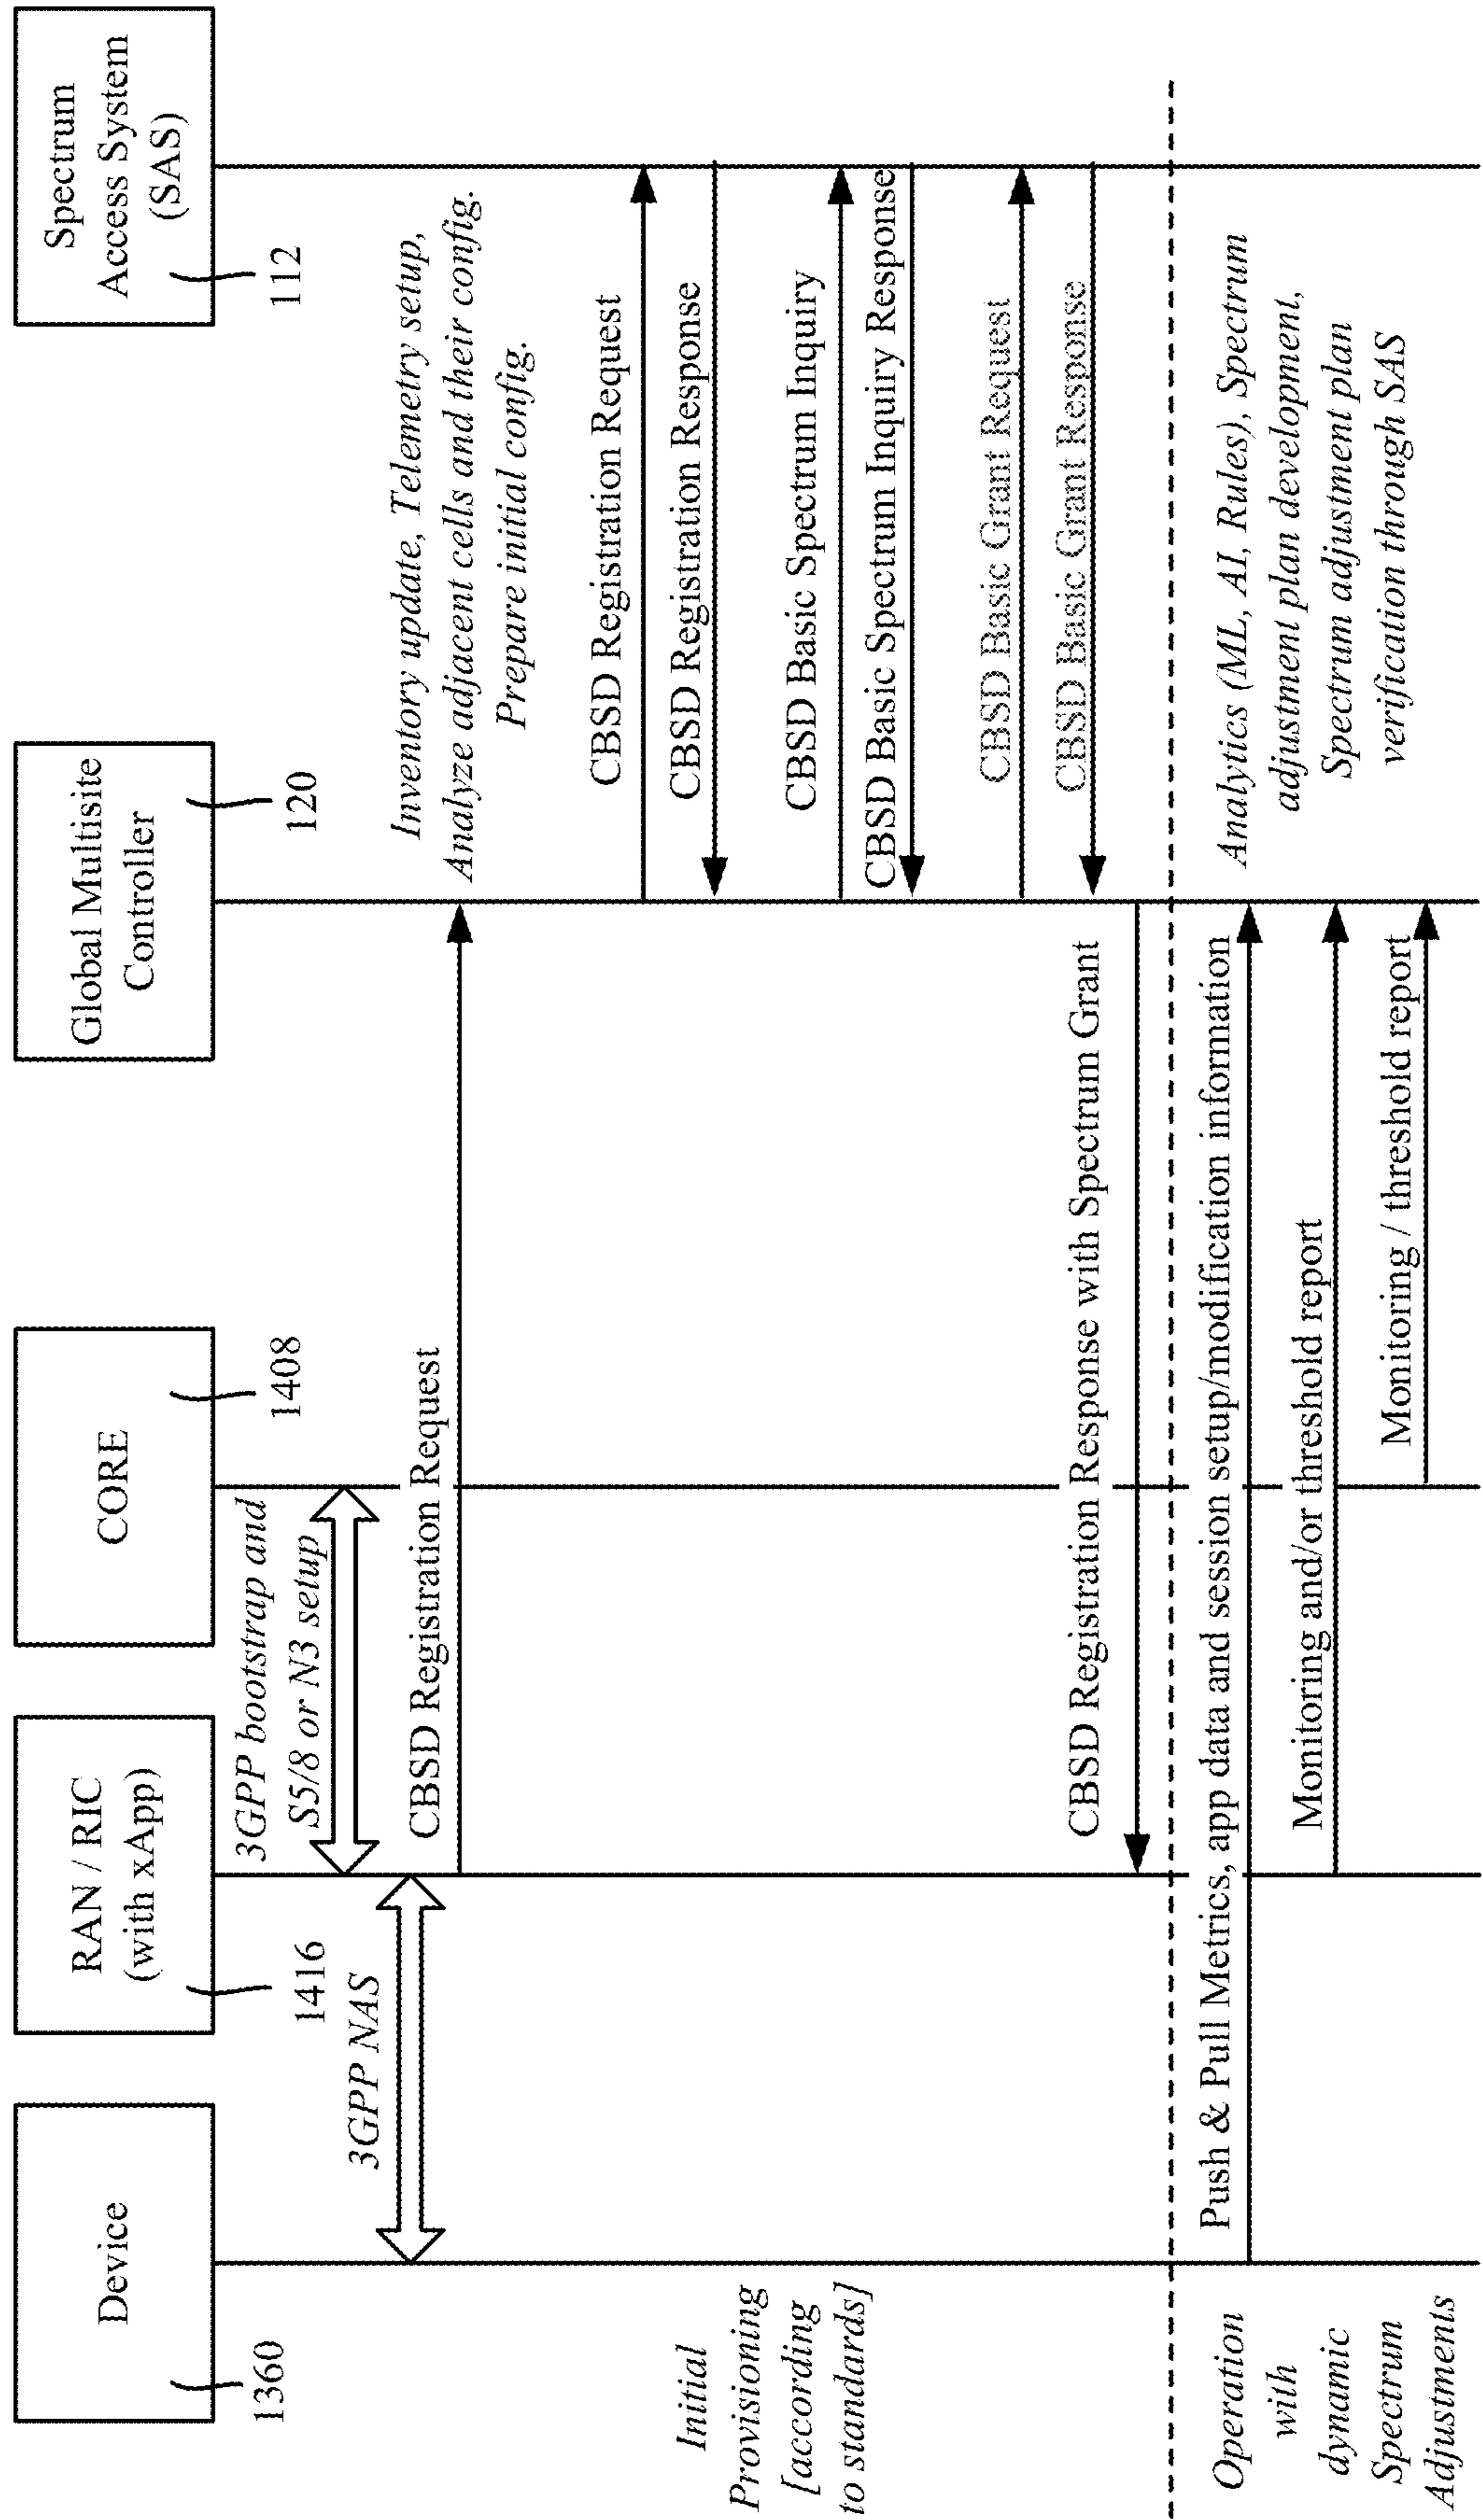 Device
1360
RAN / RIC
(with xApp)
1416
CORE
1408
Global Multisite
Controller
120
Spectrum
Access System
(SAS)
112
3GPP bootstrap and
S5/8 or N3 setup
3GPP NAS
CBSD Registration Request
Inventory update, Telemetry setup,
Analyze adjacent cells and their config.
Prepare initial config.
CBSD Registration Request
CBSD Registration Response
Initial
Provisioning
[according
to standards]
CBSD Basic Spectrum Inquiry
CBSD Basic Spectrum Inquiry Response
CBSD Basic Grant Request
CBSD Basic Grant Response
CBSD Registration Response with Spectrum Grant
Operation
with
dynamic
Spectrum
Adjustments
Push & Pull Metrics, app data and session setup/modification information
Monitoring and/or threshold report
Monitoring / threshold report
Analytics (ML, AI, Rules), Spectrum
adjustment plan development,
Spectrum adjustment plan
verification through SAS